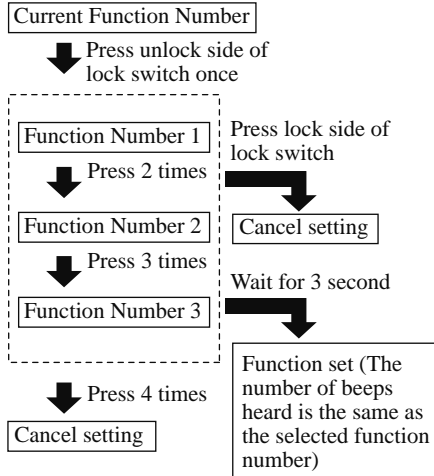 Current Function Number
Press unlock side of
lock switch once
Function Number 1
Press 2 times
Press lock side of
lock switch
Function Number 2
Cancel setting
Press 3 times
Function Number 3
Wait for 3 second
Press 4 times
Cancel setting
Function set (The
number of beeps
heard is the same as
the selected function
number)